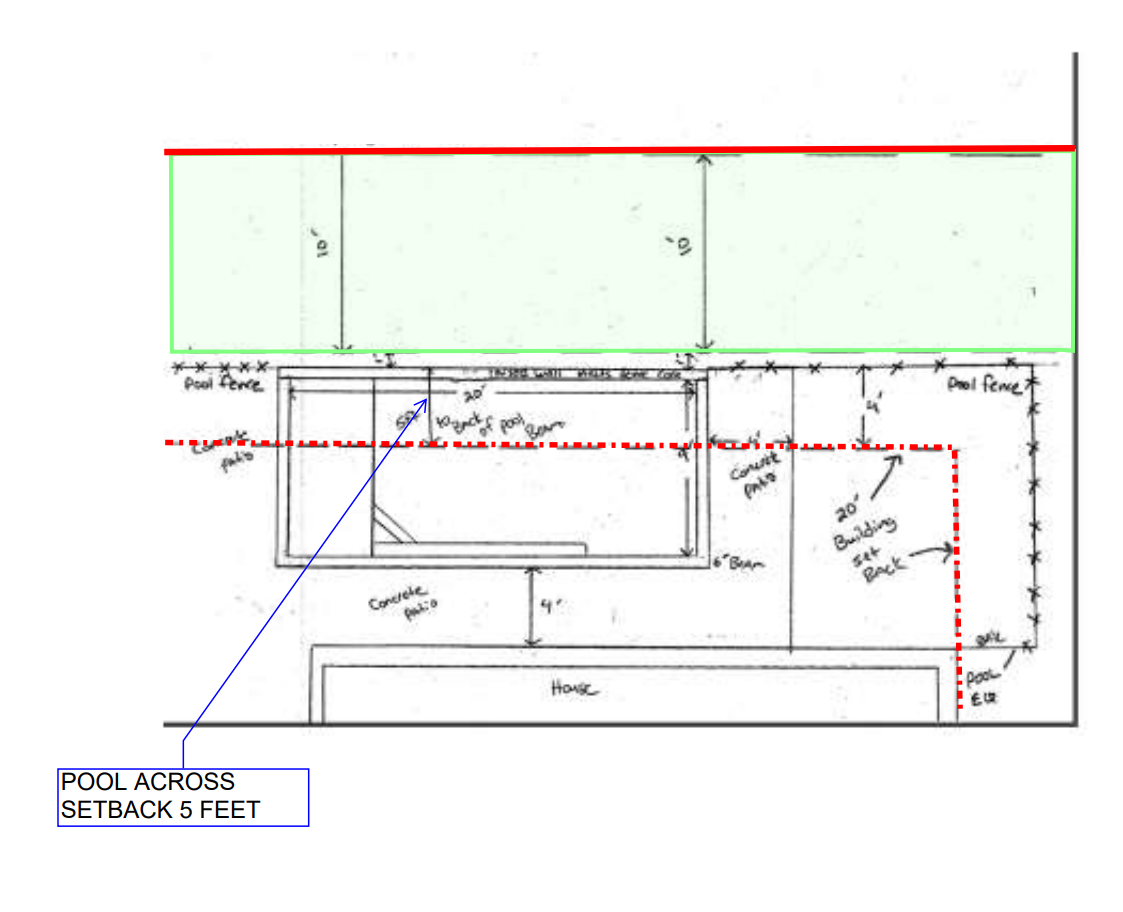 10'
10'
Pool fence
Pool fence
20'
to Back
of pool
Beam
4'
9'
4'
Concrete
patio
Concrete
patio
20'
Building
set
Back
6" Beam
Concrete
patio
4'
House
Pool
POOL ACROSS
SETBACK 5 FEET